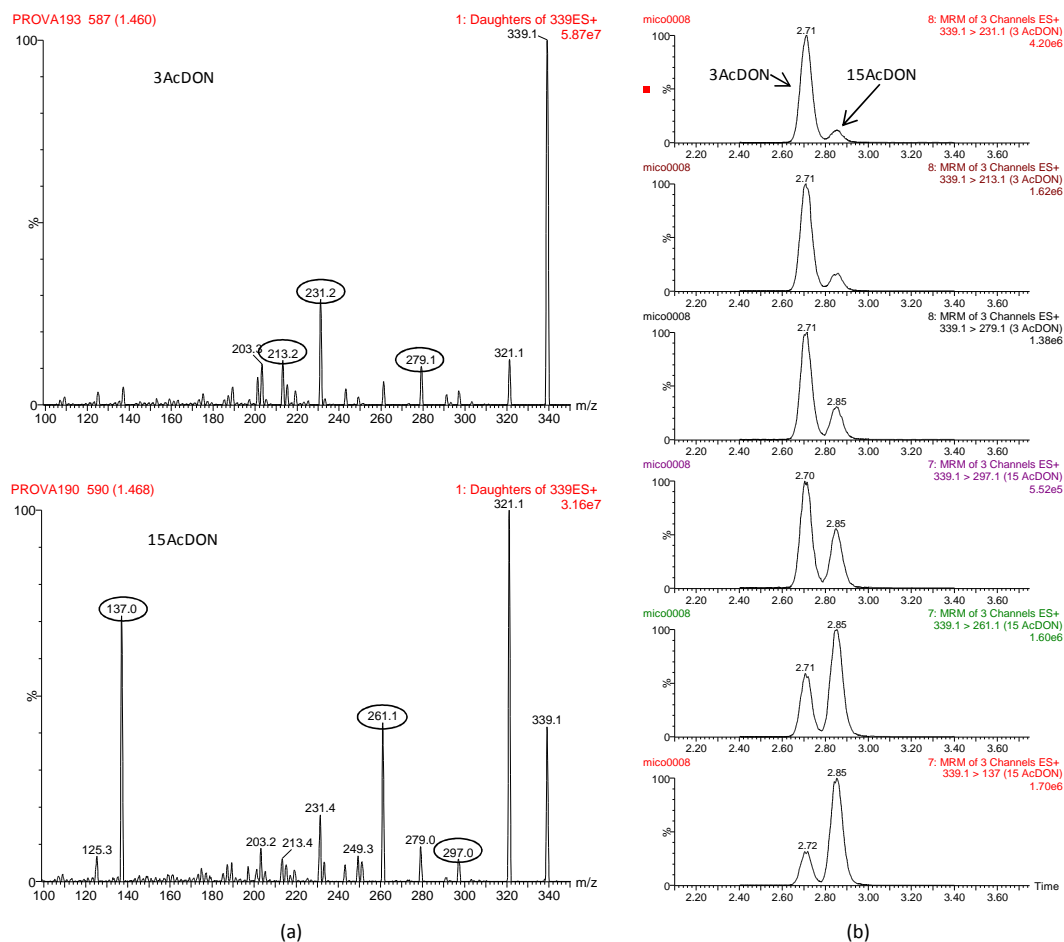 PROVA193 587 (1.460)
1: Daughters of 339ES+
5.87e7
339.1
100
3AcDON
%
231.2
203.3
213.2
279.1
321.1
0
m/z
100 120 140 160 180 200 220 240 260 280 300 320 340
PROVA190 590 (1.468)
1: Daughters of 339ES+
3.16e7
321.1
100
15AcDON
137.0
%
261.1
339.1
231.4
125.3
203.2
213.4
249.3
279.0
297.0
0
m/z
100 120 140 160 180 200 220 240 260 280 300 320 340
(a)
mico0008
8: MRM of 3 Channels ES+
339.1 > 231.1 (3 AcDON)
4.20e6
2.71
100
3AcDON
15AcDON
%
0
2.20 2.40 2.60 2.80 3.00 3.20 3.40 3.60
mico0008
8: MRM of 3 Channels ES+
339.1 > 213.1 (3 AcDON)
1.62e6
2.71
100
%
0
2.20 2.40 2.60 2.80 3.00 3.20 3.40 3.60
mico0008
8: MRM of 3 Channels ES+
339.1 > 279.1 (3 AcDON)
1.38e6
2.71
100
%
2.85
0
2.20 2.40 2.60 2.80 3.00 3.20 3.40 3.60
mico0008
7: MRM of 3 Channels ES+
339.1 > 297.1 (15 AcDON)
5.52e5
2.70
100
%
2.85
0
2.20 2.40 2.60 2.80 3.00 3.20 3.40 3.60
mico0008
7: MRM of 3 Channels ES+
339.1 > 261.1 (15 AcDON)
1.60e6
2.85
100
2.71
%
0
2.20 2.40 2.60 2.80 3.00 3.20 3.40 3.60
mico0008
7: MRM of 3 Channels ES+
339.1 > 137 (15 AcDON)
1.70e6
2.85
100
%
2.72
0
Time
2.20 2.40 2.60 2.80 3.00 3.20 3.40 3.60
(b)